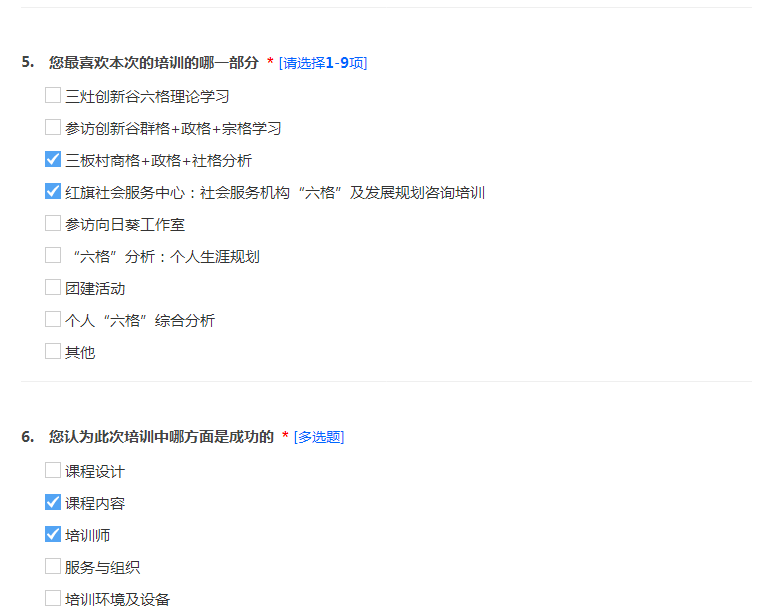 5. 您最喜欢本次的培训的哪一部分 * [请选择1-9项]
三灶创新谷六格理论学习
参访创新谷群格+政格+宗格学习
三板村商格+政格+社格分析
红旗社会服务中心：社会服务机构“六格”及发展规划咨询培训
参访向日葵工作室
“六格”分析：个人生涯规划
团建活动
个人“六格”综合分析
其他
6. 您认为此次培训中哪方面是成功的 * [多选题]
课程设计
课程内容
培训师
服务与组织
培训环境及设备